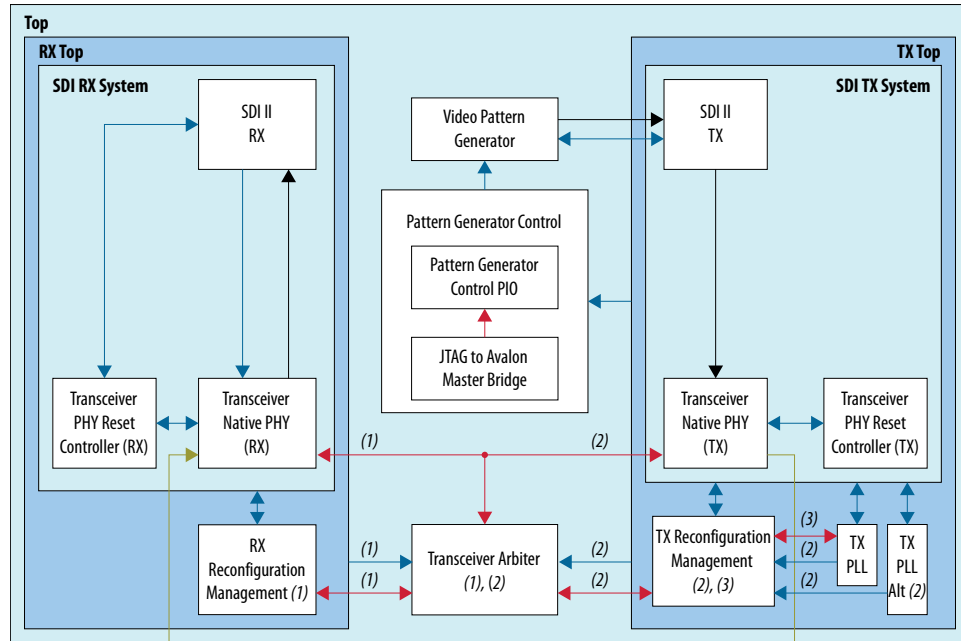 Top
RX Top
SDI RX System
SDI II
RX
Transceiver
PHY Reset
Controller (RX)
Transceiver
Native PHY
(RX)
RX
Reconfiguration
Management (1)
Video Pattern
Generator
Pattern Generator Control
Pattern Generator
Control PIO
JTAG to Avalon
Master Bridge
(1)
(2)
(1)
(1)
Transceiver Arbiter
(1), (2)
(2)
(2)
TX Top
SDI TX System
SDI II
TX
Transceiver
Native PHY
(TX)
Transceiver
PHY Reset
Controller (TX)
TX Reconfiguration
Management
(2), (3)
(3)
(2)
(2)
TX
PLL
TX
PLL
Alt (2)